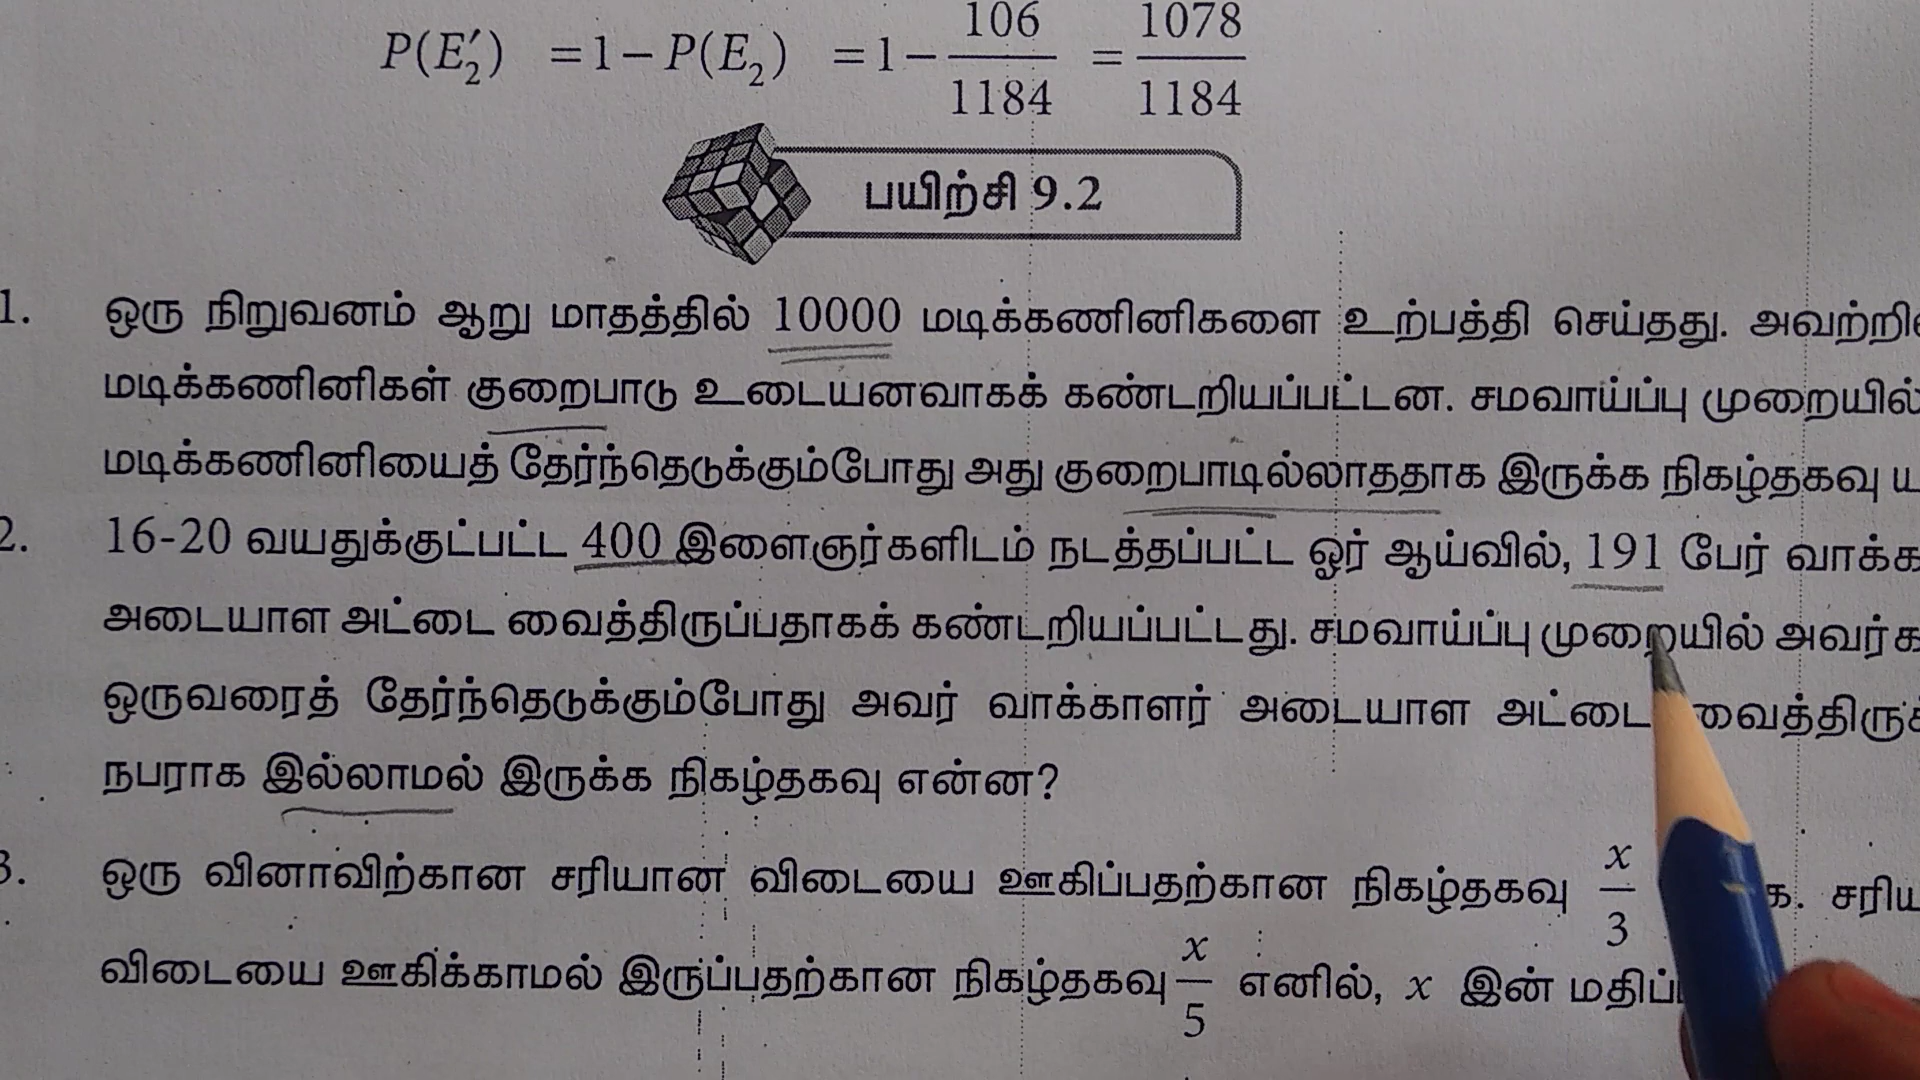 P(E₂′) = 1 – P(E₂) = 1 – 106/1184 = 1078/1184
பயிற்சி 9.2
1. ஒரு நிறுவனம் ஆறு மாதத்தில் 10000 மடிக்கணினிகளை உற்பத்தி செய்தது.
மடிக்கணினிகள் குறைபாடு உடையனவாகக் கண்டறியப்பட்டன. சமவாய்ப்பு முறையில்
மடிக்கணினியைத் தேர்ந்தெடுக்கும்போது அது குறைபாடில்லாததாக இருக்க நிகழ்தகவு
2. 16-20 வயதுக்குட்பட்ட 400 இளைஞர்களிடம் நடத்தப்பட்ட ஓர் ஆய்வில், 191 பேர்
அடையாள அட்டை வைத்திருப்பதாகக் கண்டறியப்பட்டது. சமவாய்ப்பு முறையில்
ஒருவரைத் தேர்ந்தெடுக்கும்போது அவர் வாக்காளர் அடையாள அட்டை
நபராக இல்லாமல் இருக்க நிகழ்தகவு என்ன?
3. ஒரு வினாவிற்கான சரியான விடையை ஊகிப்பதற்கான நிகழ்தகவு x/3
விடையை ஊகிக்காமல் இருப்பதற்கான நிகழ்தகவு x/5 எனில், x இன்